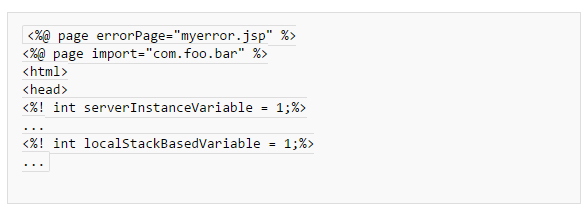 <%@ page errorPage="myerror.jsp" %>
<%@ page import="com.foo.bar" %>
<html>
<head>
<%! int serverInstanceVariable = 1;%>
...
<%! int localStackBasedVariable = 1;%>
...